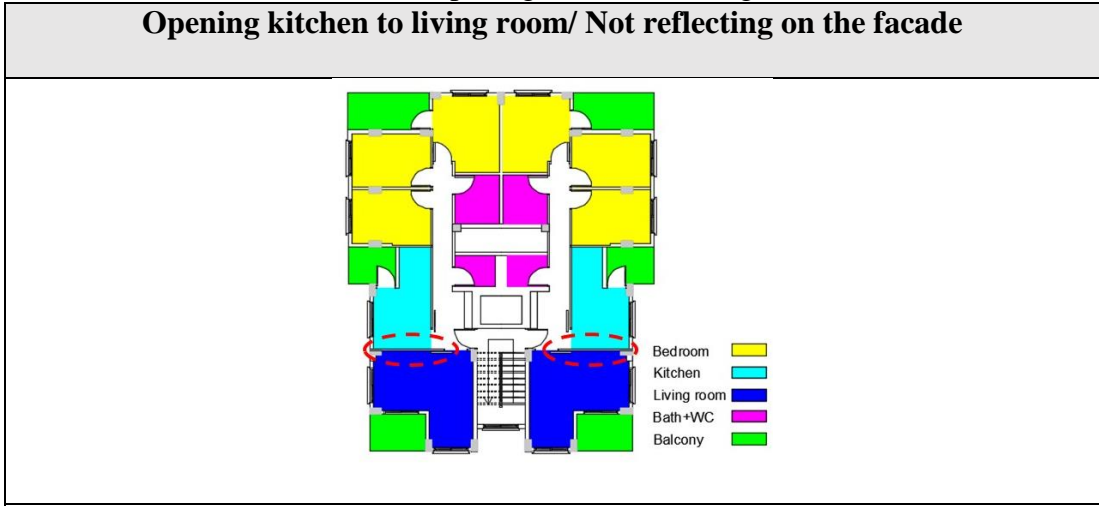 Opening kitchen to living room/ Not reflecting on the facade
Bedroom
Kitchen
Living room
Bath+WC
Balcony